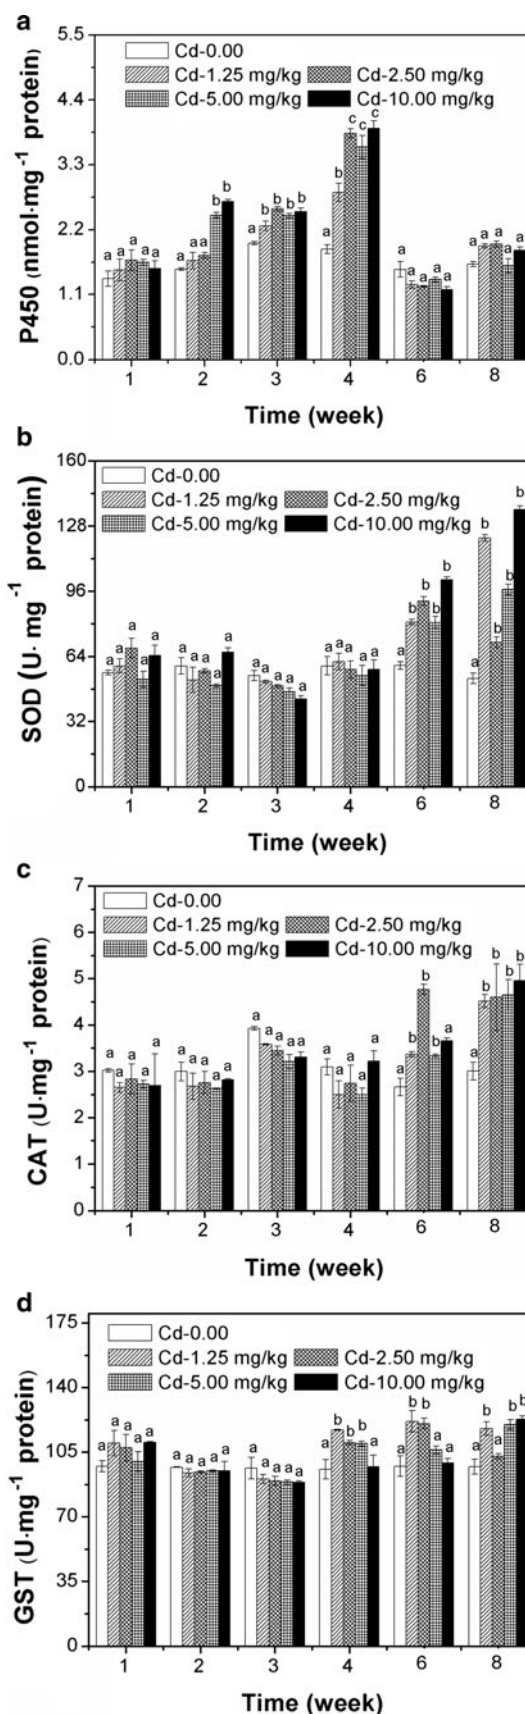 a
5.5
Cd-0.00
Cd-1.25 mg/kg Cd-2.50 mg/kg
4.4
Cd-5.00 mg/kg Cd-10.00 mg/kg
c c c
3.3
b
b b b b b b
2.2
a a a a a a a a a a a a a a a a a a a
1.1
0.0
1 2 3 4 6 8
P450 (nmol·mg⁻¹ protein)
Time (week)
b
160
Cd-0.00
Cd-1.25 mg/kg Cd-2.50 mg/kg
128
Cd-5.00 mg/kg Cd-10.00 mg/kg
b b
96
b b b b b b
64
a a a a a a a a a a a a a a a a a a a a a a
32
0
1 2 3 4 6 8
SOD (U·mg⁻¹ protein)
Time (week)
c
7
Cd-0.00
6
Cd-1.25 mg/kg Cd-2.50 mg/kg
Cd-5.00 mg/kg Cd-10.00 mg/kg
5
b b b b b
4
a a a a a b b a
3
a a a a a a a a a a a a a a a a a
2
1
0
1 2 3 4 6 8
CAT (U·mg⁻¹ protein)
Time (week)
d
175
Cd-0.00
Cd-1.25 mg/kg Cd-2.50 mg/kg
140
Cd-5.00 mg/kg Cd-10.00 mg/kg
a a a a a a b b b a a b b a a a b a b b
105
a a a a a a a a a a
70
35
0
1 2 3 4 6 8
GST (U·mg⁻¹ protein)
Time (week)